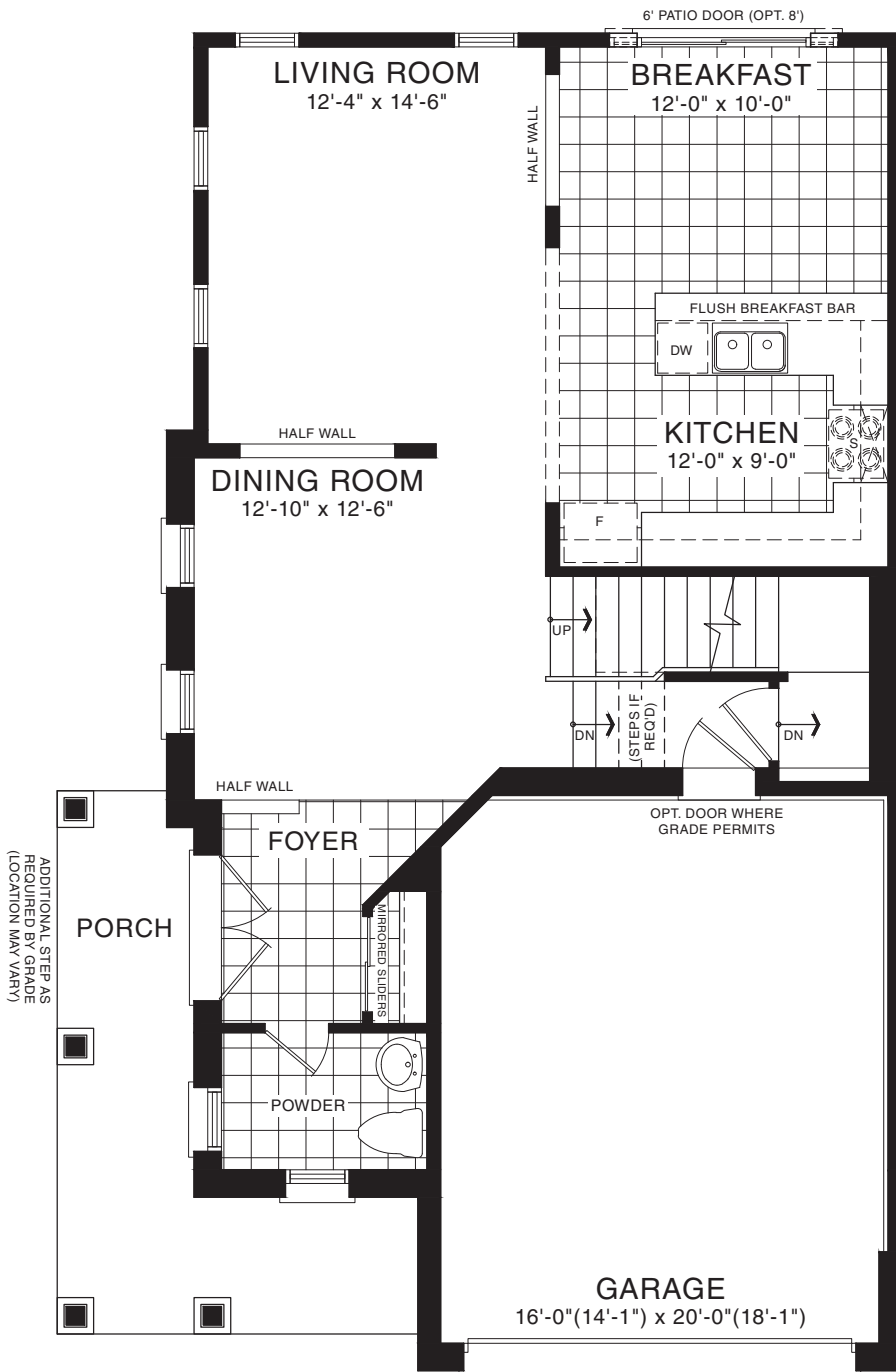 6' PATIO DOOR (OPT. 8')
LIVING ROOM
12'-4" x 14'-6"
BREAKFAST
12'-0" x 10'-0"
HALF WALL
FLUSH BREAKFAST BAR
DW
S
KITCHEN
12'-0" x 9'-0"
F
HALF WALL
DINING ROOM
12'-10" x 12'-6"
UP
DN
(STEPS IF
REQ'D)
DN
HALF WALL
OPT. DOOR WHERE
GRADE PERMITS
FOYER
MIRRORED SLIDERS
PORCH
ADDITIONAL STEP AS
REQUIRED BY GRADE
(LOCATION MAY VARY)
POWDER
GARAGE
16'-0"(14'-1") x 20'-0"(18'-1")